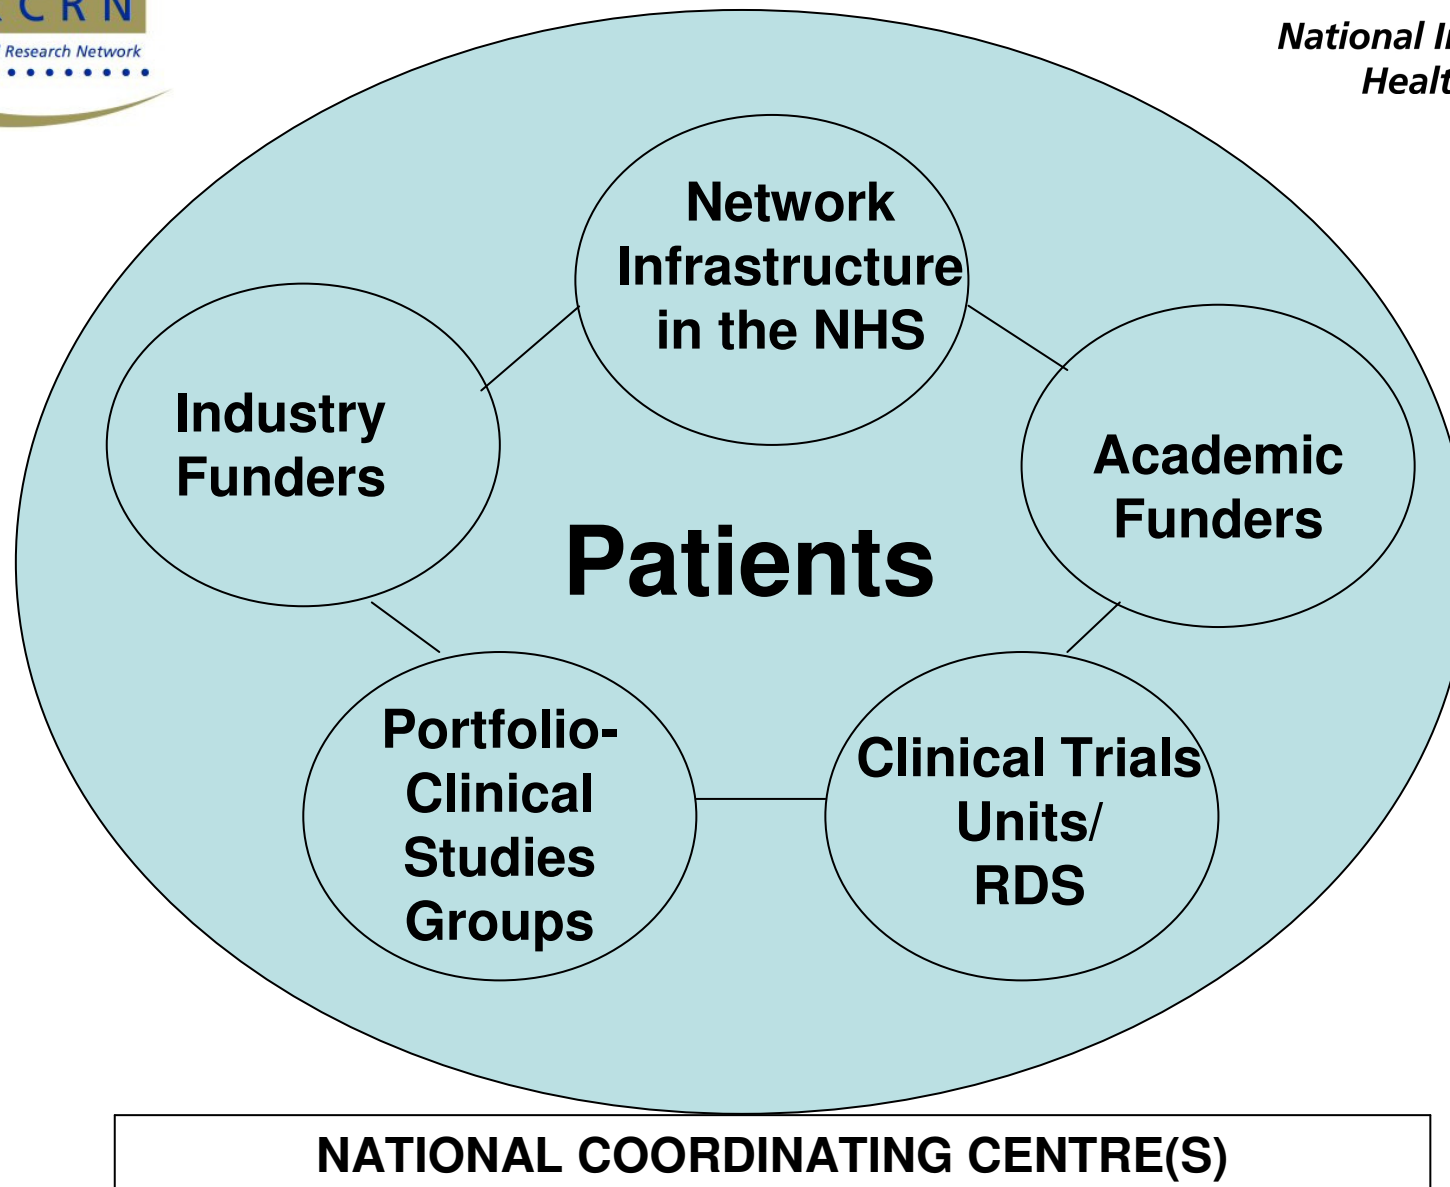 C R N
Research Network
National
Network
Infrastructure
in the NHS
Industry
Funders
Academic
Funders
Patients
Portfolio-
Clinical
Studies
Groups
Clinical Trials
Units/
RDS
NATIONAL COORDINATING CENTRE(S)